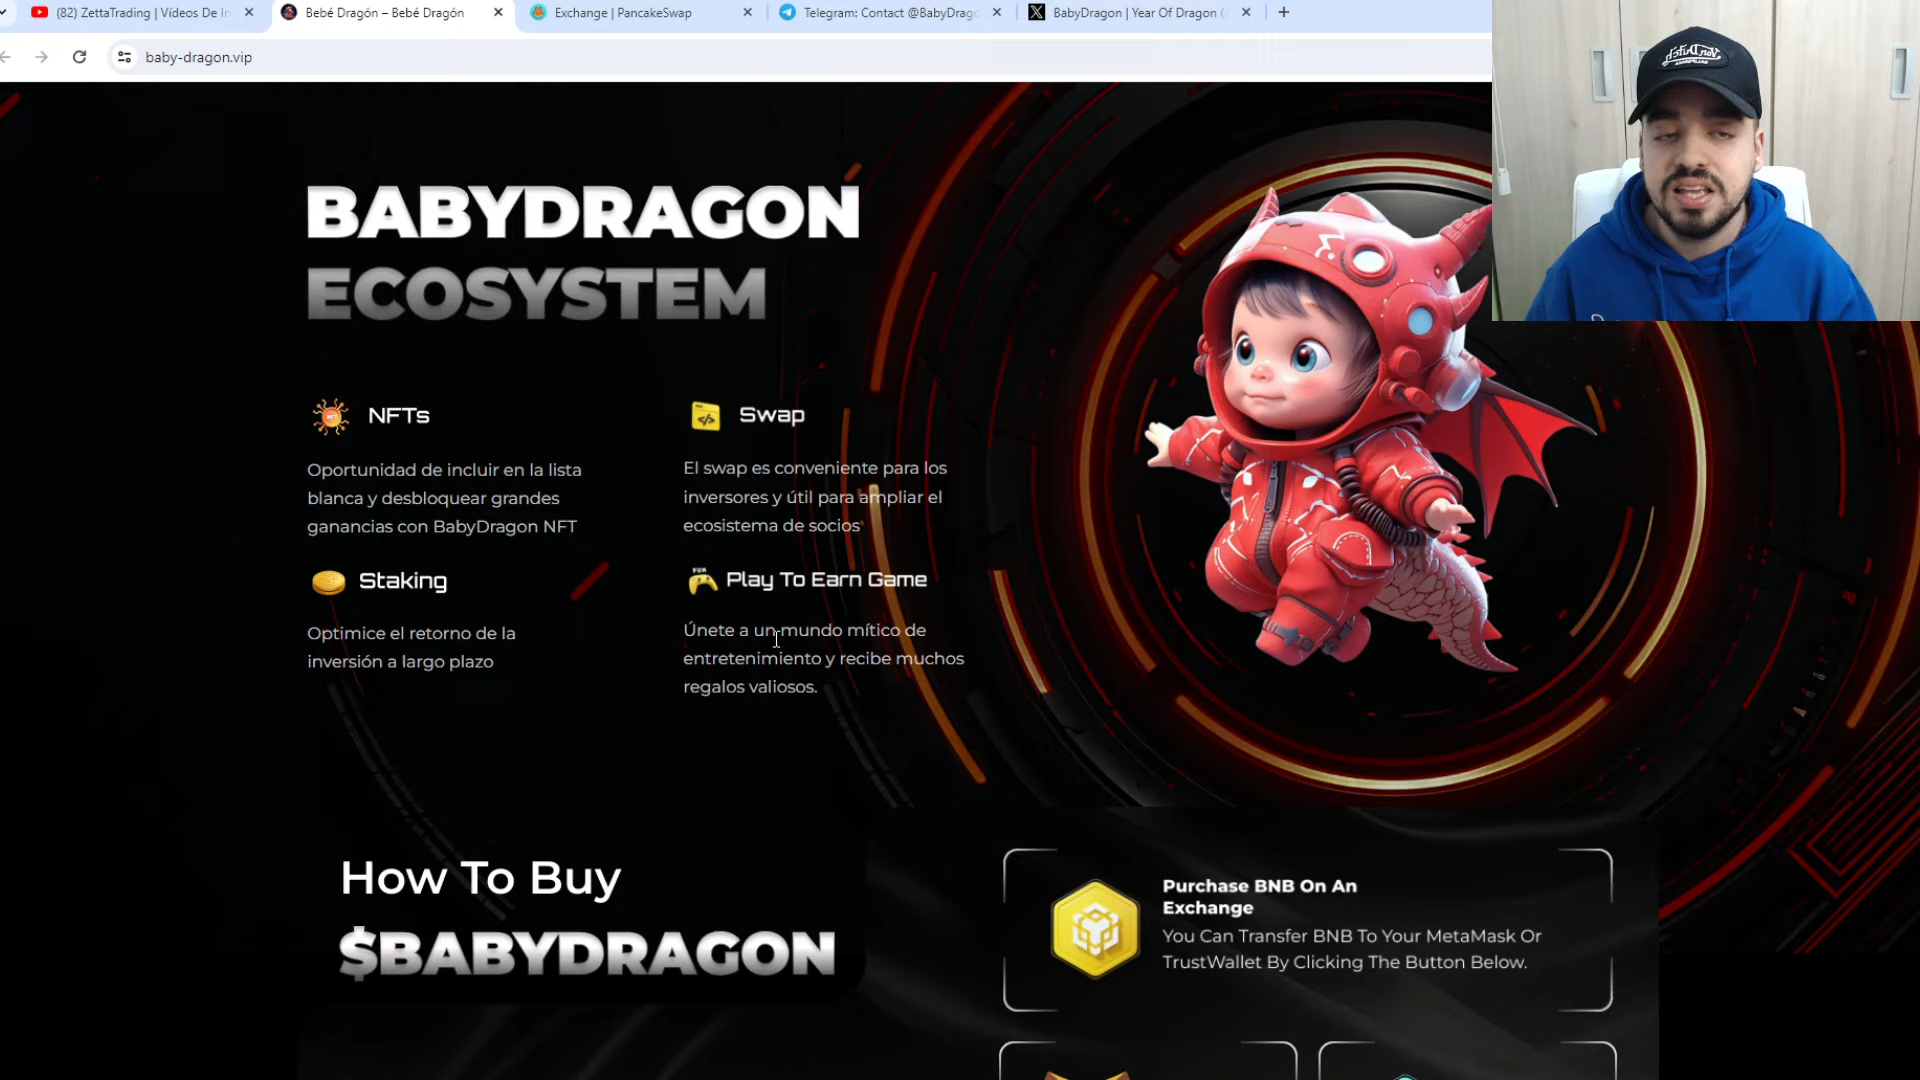 (82) ZettaTrading | Vídeos De In
Bebé Dragón – Bebé Dragón
Exchange | PancakeSwap
Telegram: Contact @BabyDrago
BabyDragon | Year Of Dragon (
baby-dragon.vip
Von Dutch
BABYDRAGON
ECOSYSTEM
NFTs
Oportunidad de incluir en la lista
blanca y desbloquear grandes
ganancias con BabyDragon NFT
Swap
El swap es conveniente para los
inversores y útil para ampliar el
ecosistema de socios
Staking
Optimice el retorno de la
inversión a largo plazo
Play To Earn Game
Únete a un mundo mítico de
entretenimiento y recibe muchos
regalos valiosos.
How To Buy
$BABYDRAGON
Purchase BNB On An
Exchange
You Can Transfer BNB To Your MetaMask Or
TrustWallet By Clicking The Button Below.